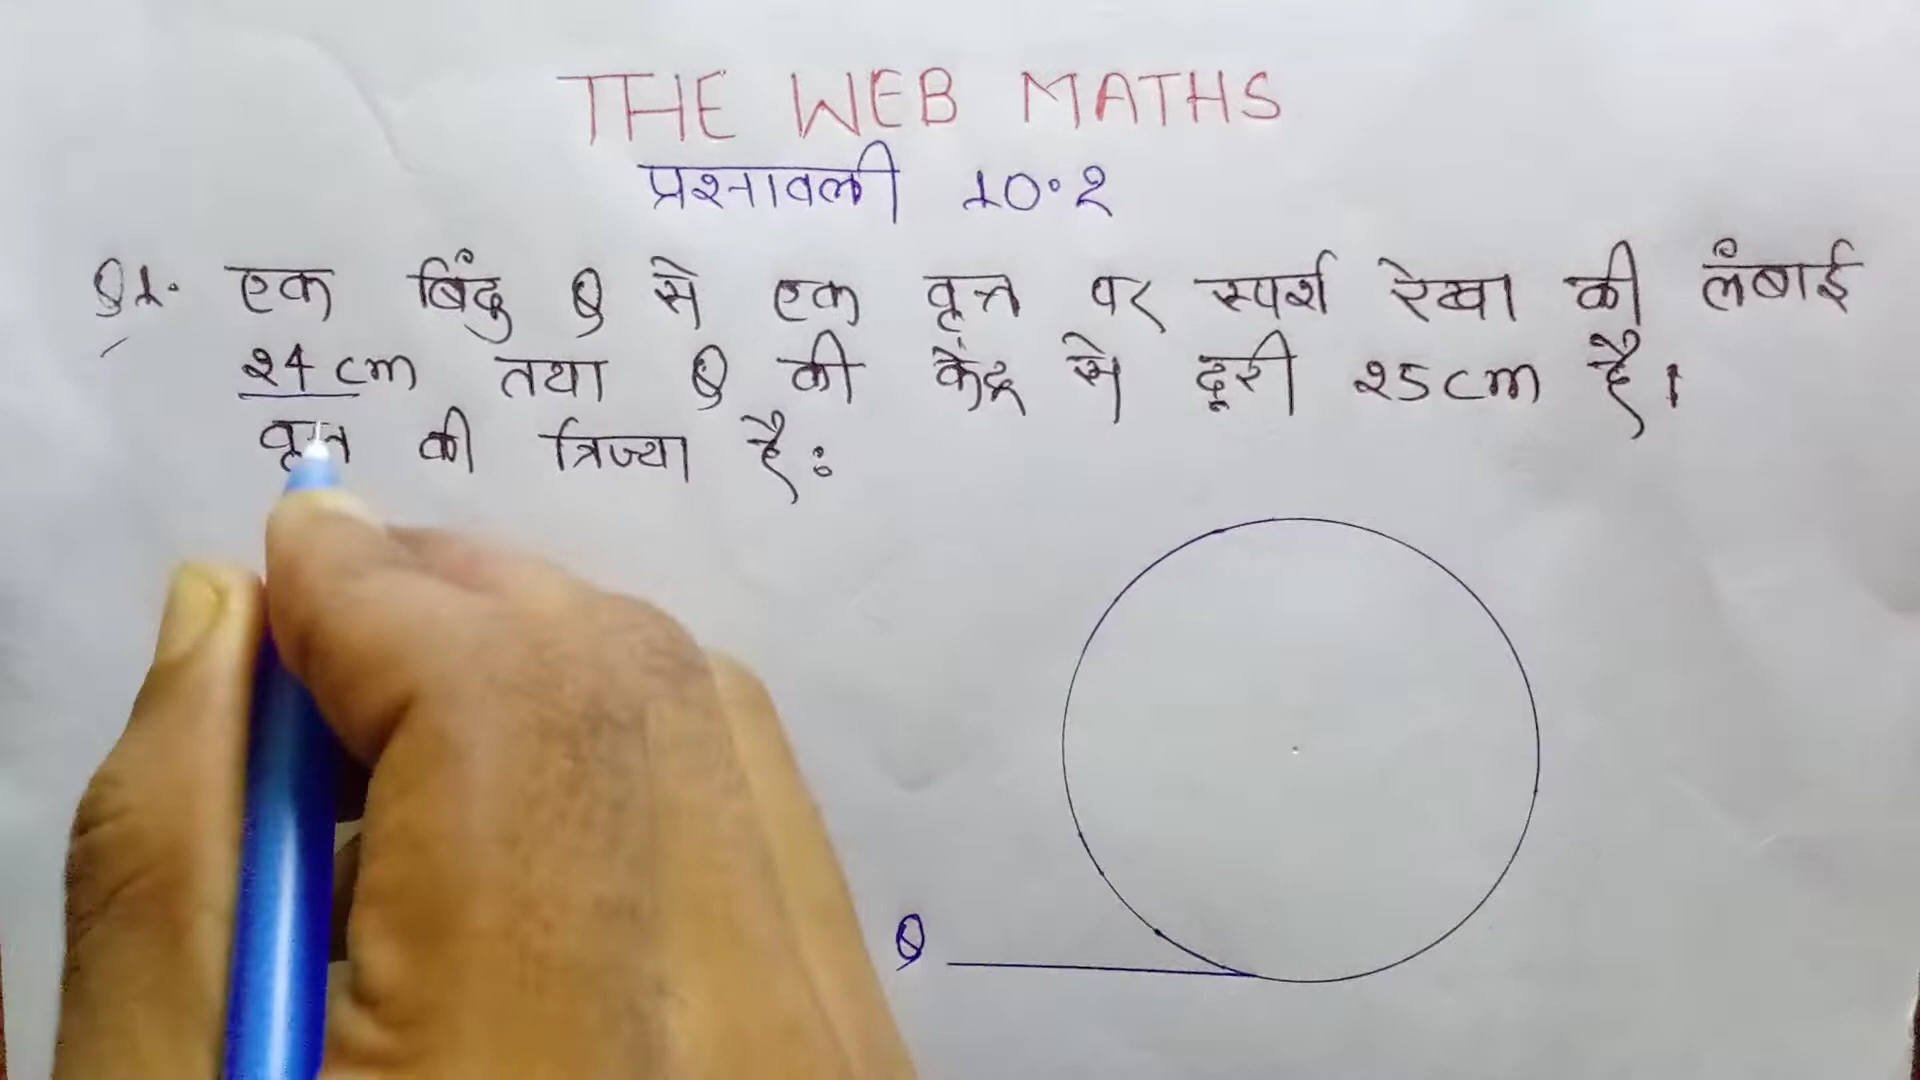 THE WEB MATHS
प्रश्नावली 10.2
Q1. एक बिंदु Q से एक वृत्त पर स्पर्श रेखा की लंबाई
24 cm तथा Q की केंद्र से दूरी 25 cm है।
वृत्त की त्रिज्या है:
Q